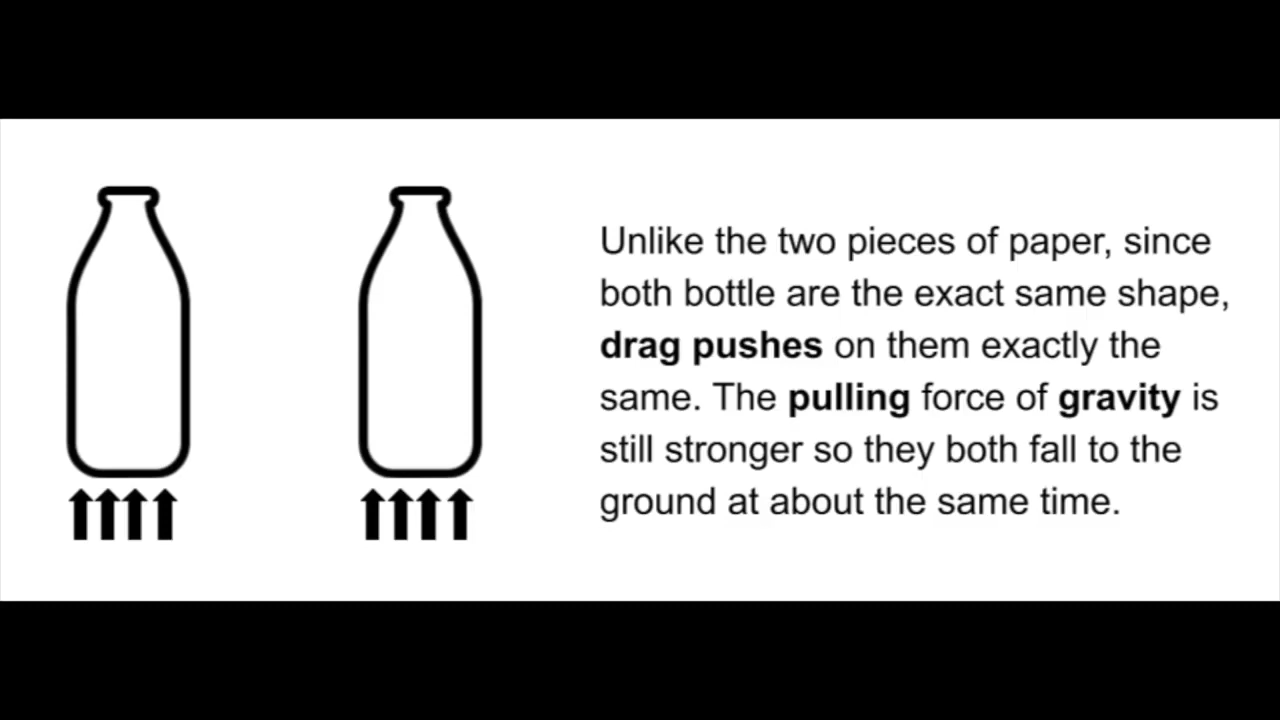 Unlike the two pieces of paper, since
both bottle are the exact same shape,
drag pushes on them exactly the
same. The pulling force of gravity is
still stronger so they both fall to the
ground at about the same time.